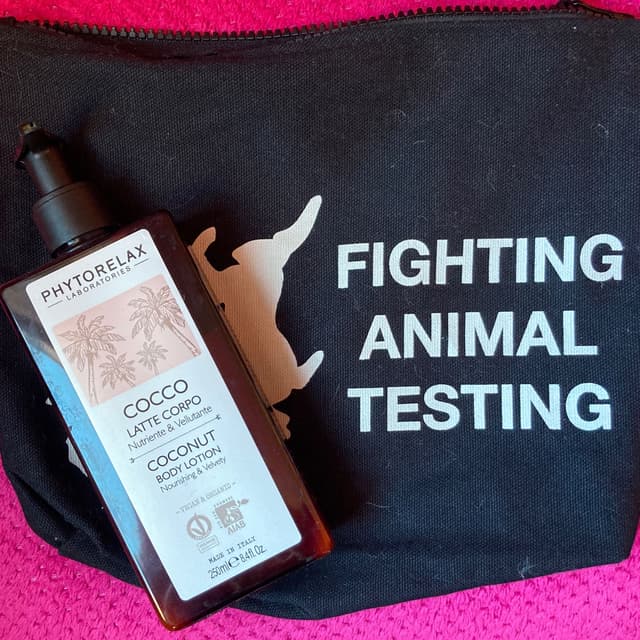 PHYTORELAX
LABORATORIES
COCCO
LATTE CORPO
Nutriente & Vellutante
COCONUT
BODY LOTION
Nourishing & Velvety
VEGAN & ORGANIC
AIAB
MADE IN ITALY
250ml e 8.4fl.oz.
FIGHTING
ANIMAL
TESTING